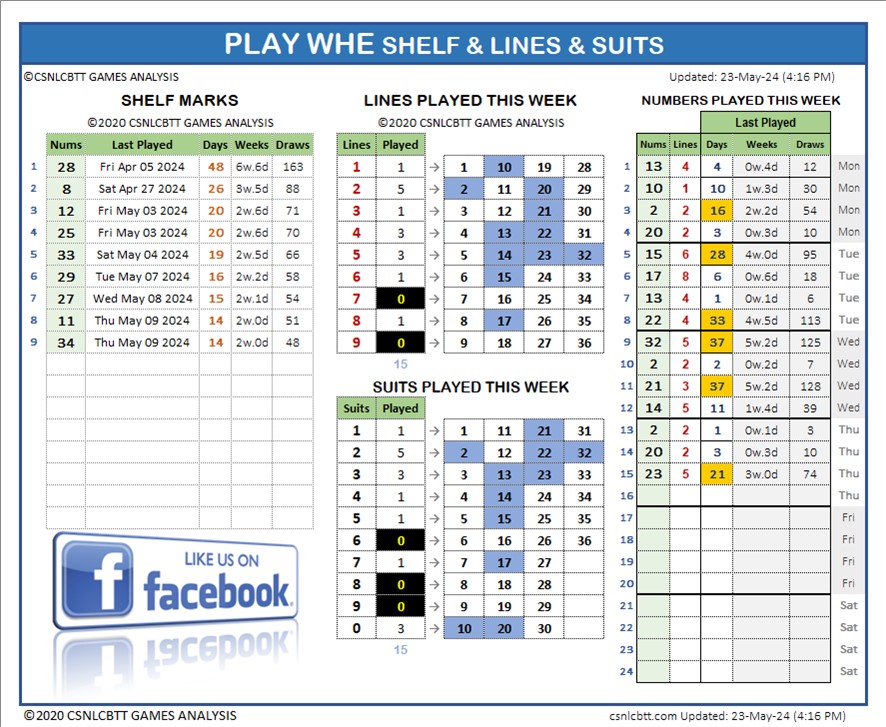 PLAY WHE SHELF & LINES & SUITS
©CSNLCBTT GAMES ANALYSIS
Updated: 23-May-24 (4:16 PM)
SHELF MARKS
©2020 CSNLCBTT GAMES ANALYSIS
Nums Last Played Days Weeks Draws
1 28 Fri Apr 05 2024 48 6w.6d 163
2 8 Sat Apr 27 2024 26 3w.5d 88
3 12 Fri May 03 2024 20 2w.6d 71
4 25 Fri May 03 2024 20 2w.6d 70
5 33 Sat May 04 2024 19 2w.5d 66
6 29 Tue May 07 2024 16 2w.2d 58
7 27 Wed May 08 2024 15 2w.1d 54
8 11 Thu May 09 2024 14 2w.0d 51
9 34 Thu May 09 2024 14 2w.0d 48
LIKE US ON
facebook.
LINES PLAYED THIS WEEK
©2020 CSNLCBTT GAMES ANALYSIS
Lines Played
1 1 → 1 10 19 28
2 5 → 2 11 20 29
3 1 → 3 12 21 30
4 3 → 4 13 22 31
5 3 → 5 14 23 32
6 1 → 6 15 24 33
7 0 → 7 16 25 34
8 1 → 8 17 26 35
9 0 → 9 18 27 36
15
SUITS PLAYED THIS WEEK
Suits Played
1 1 → 1 11 21 31
2 5 → 2 12 22 32
3 3 → 3 13 23 33
4 1 → 4 14 24 34
5 1 → 5 15 25 35
6 0 → 6 16 26 36
7 1 → 7 17 27
8 0 → 8 18 28
9 0 → 9 19 29
0 3 → 10 20 30
15
NUMBERS PLAYED THIS WEEK
Last Played
Nums Lines Days Weeks Draws
1 13 4 4 0w.4d 12 Mon
2 10 1 10 1w.3d 30 Mon
3 2 2 16 2w.2d 54 Mon
4 20 2 3 0w.3d 10 Mon
5 15 6 28 4w.0d 95 Tue
6 17 8 6 0w.6d 18 Tue
7 13 4 1 0w.1d 6 Tue
8 22 4 33 4w.5d 113 Tue
9 32 5 37 5w.2d 125 Wed
10 2 2 2 0w.2d 7 Wed
11 21 3 37 5w.2d 128 Wed
12 14 5 11 1w.4d 39 Wed
13 2 2 1 0w.1d 3 Thu
14 20 2 3 0w.3d 10 Thu
15 23 5 21 3w.0d 74 Thu
16 Thu
17 Fri
18 Fri
19 Fri
20 Fri
21 Sat
22 Sat
23 Sat
24 Sat
©2020 CSNLCBTT GAMES ANALYSIS
csnlcbtt.com Updated: 23-May-24 (4:16 PM)